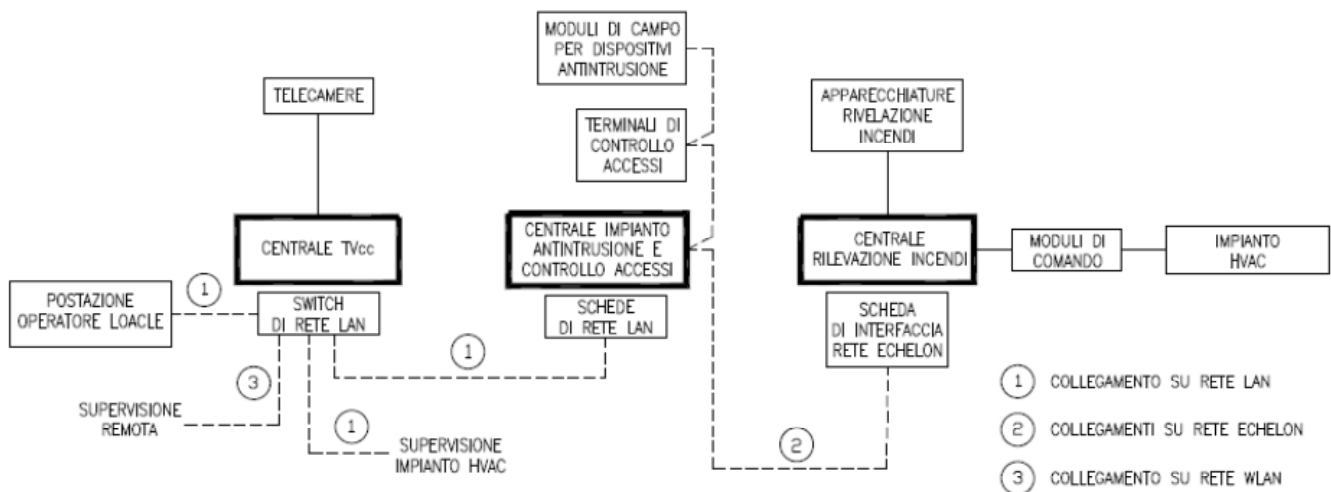 MODULI DI CAMPO
PER DISPOSITIVI
ANTINTRUSIONE
TELECAMERE
TERMINALI DI
CONTROLLO
ACCESSI
APPARECCHIATURE
RIVELAZIONE
INCENDI
CENTRALE TVcc
CENTRALE IMPIANTO
ANTINTRUSIONE E
CONTROLLO ACCESSI
CENTRALE
RILEVAZIONE INCENDI
MODULI DI
COMANDO
IMPIANTO
HVAC
POSTAZIONE
OPERATORE LOACLE
1
SWITCH
DI RETE LAN
SCHEDE
DI RETE LAN
SCHEDA
DI INTERFACCIA
RETE ECHELON
1
3
SUPERVISIONE
REMOTA
1
SUPERVISIONE
IMPIANTO HVAC
2
1 COLLEGAMENTO SU RETE LAN
2 COLLEGAMENTI SU RETE ECHELON
3 COLLEGAMENTO SU RETE WLAN